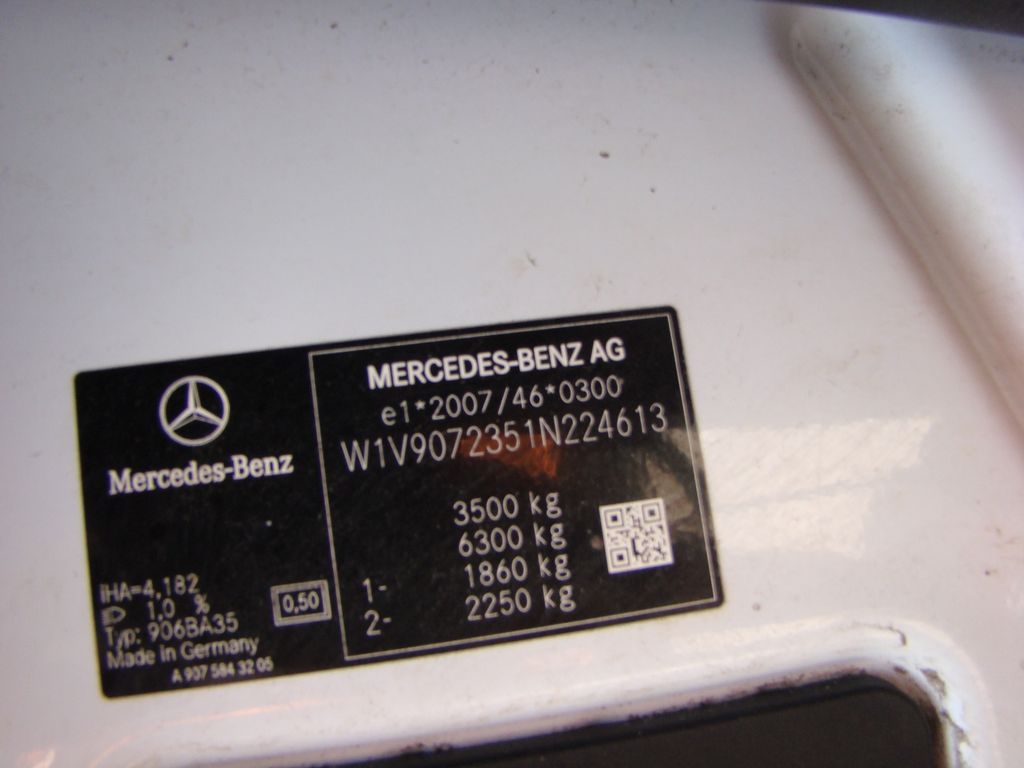 Mercedes-Benz
iHA=4,182
1,0 %
Typ: 906BA35
Made in Germany
A 907 584 32 05
0,50
MERCEDES-BENZ AG
e1*2007/46*0300
W1V9072351N224613
3500 kg
6300 kg
1- 1860 kg
2- 2250 kg